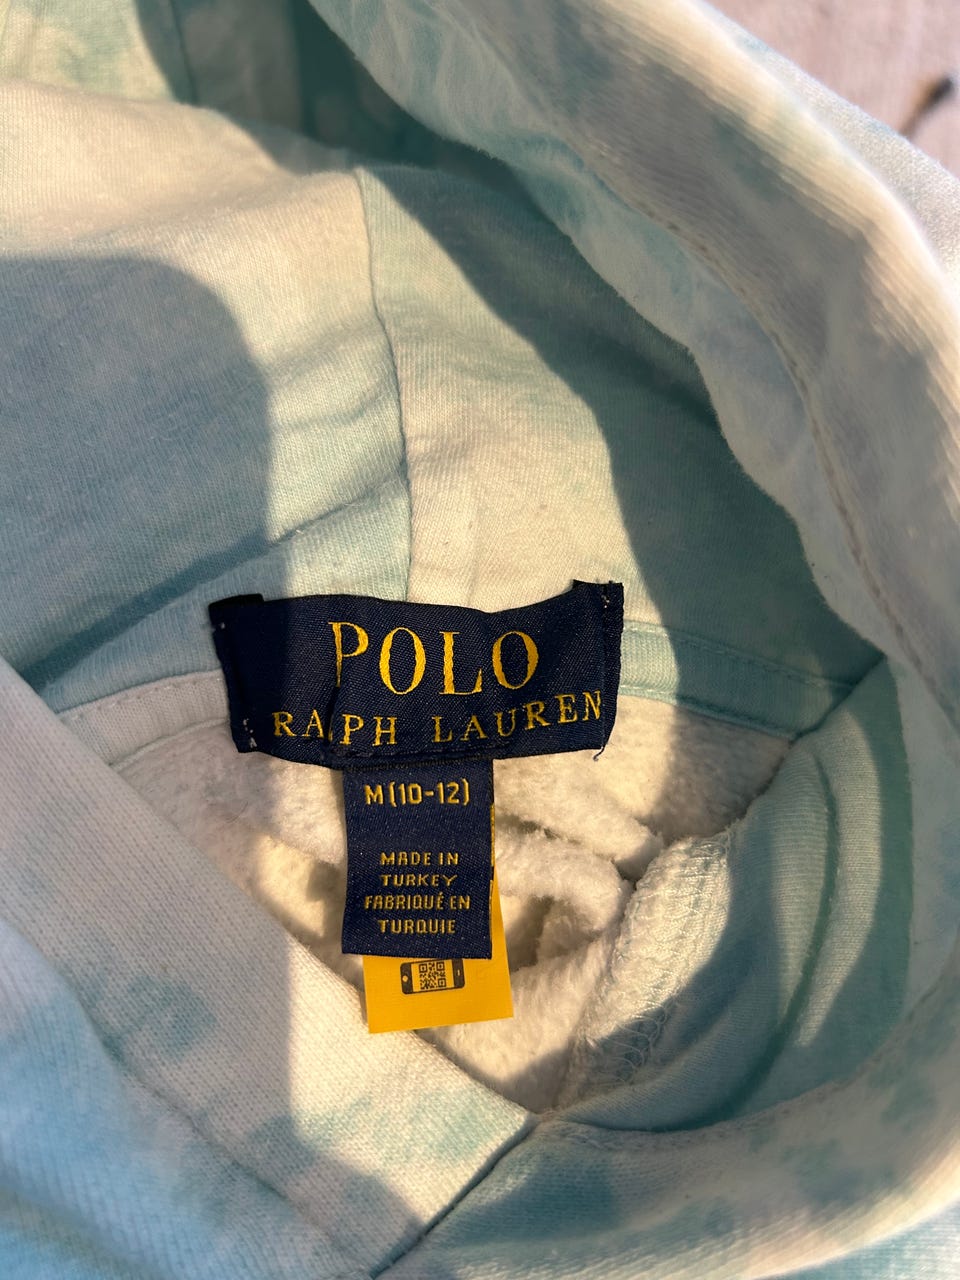 POLO
RALPH LAUREN
M(10-12)
MADE IN
TURKEY
FABRIQUÉ EN
TURQUIE